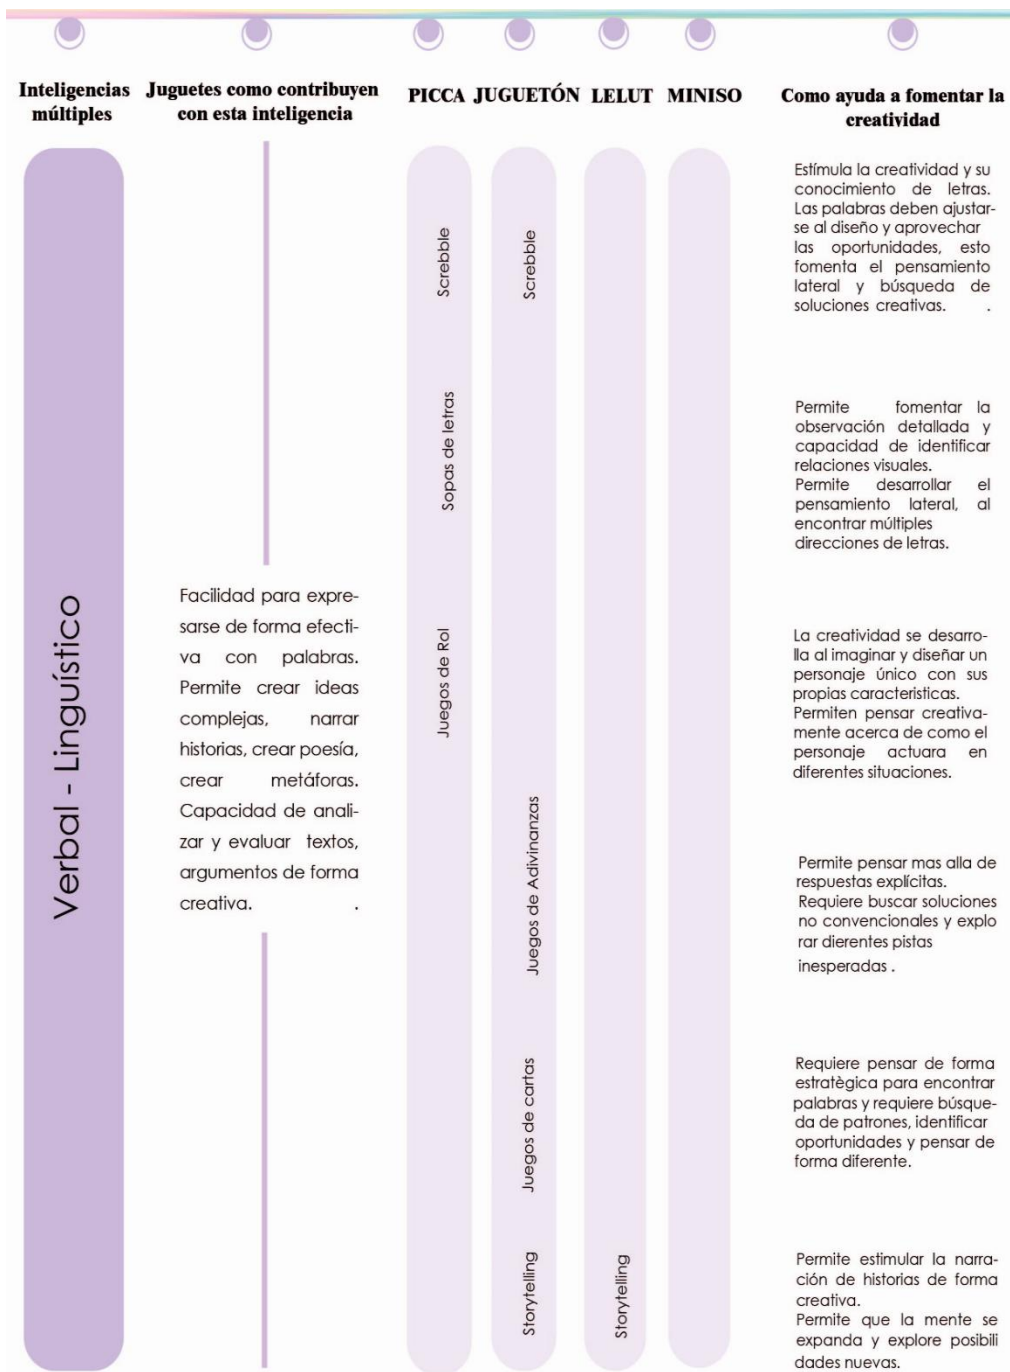 Inteligencias
múltiples
Juguetes como contribuyen
con esta inteligencia
PICCA JUGUETÓN LELUT MINISO
Como ayuda a fomentar la
creatividad
Verbal - Linguístico
Facilidad para expre-
sarse de forma efecti-
va con palabras.
Permite crear ideas
complejas, narrar
historias, crear poesía,
crear metáforas.
Capacidad de anali-
zar y evaluar textos,
argumentos de forma
creativa. .
Screbble
Screbble
Estímula la creatividad y su
conocimiento de letras.
Las palabras deben ajustar-
se al diseño y aprovechar
las oportunidades, esto
fomenta el pensamiento
lateral y búsqueda de
soluciones creativas. .
Sopas de letras
Permite fomentar la
observación detallada y
capacidad de identificar
relaciones visuales.
Permite desarrollar el
pensamiento lateral, al
encontrar múltiples
direcciones de letras.
Juegos de Rol
La creatividad se desarro-
lla al imaginar y diseñar un
personaje único con sus
propias caracteristicas.
Permiten pensar creativa-
mente acerca de como el
personaje actuara en
diferentes situaciones.
Juegos de Adivinanzas
Permite pensar mas alla de
respuestas explícitas.
Requiere buscar soluciones
no convencionales y explo
rar dierentes pistas
inesperadas .
Juegos de cartas
Requiere pensar de forma
estratègica para encontrar
palabras y requiere búsque-
da de patrones, identificar
oportunidades y pensar de
forma diferente.
Storytelling
Storytelling
Permite estimular la narra-
ción de historias de forma
creativa.
Permite que la mente se
expanda y explore posibili
dades nuevas.